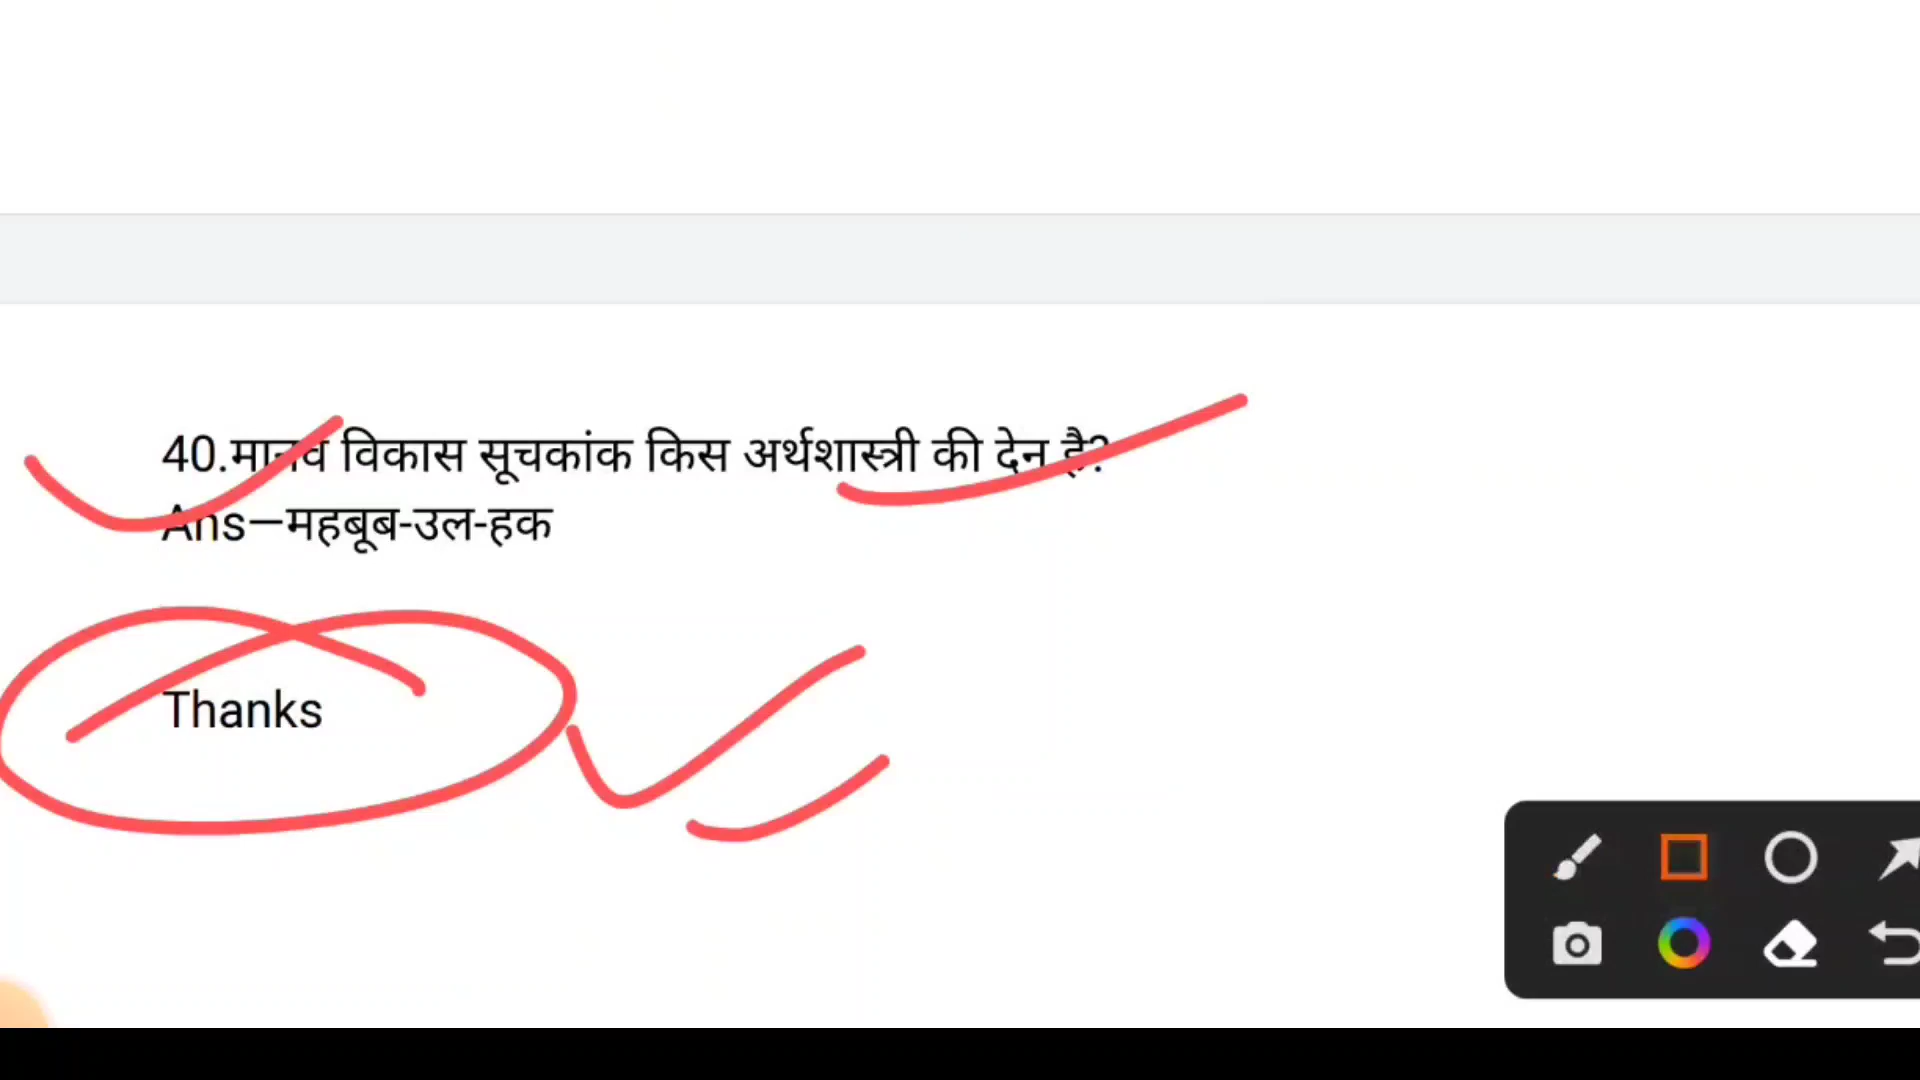 40.मानव विकास सूचकांक किस अर्थशास्त्री की देन है?
Ans—महबूब-उल-हक
Thanks